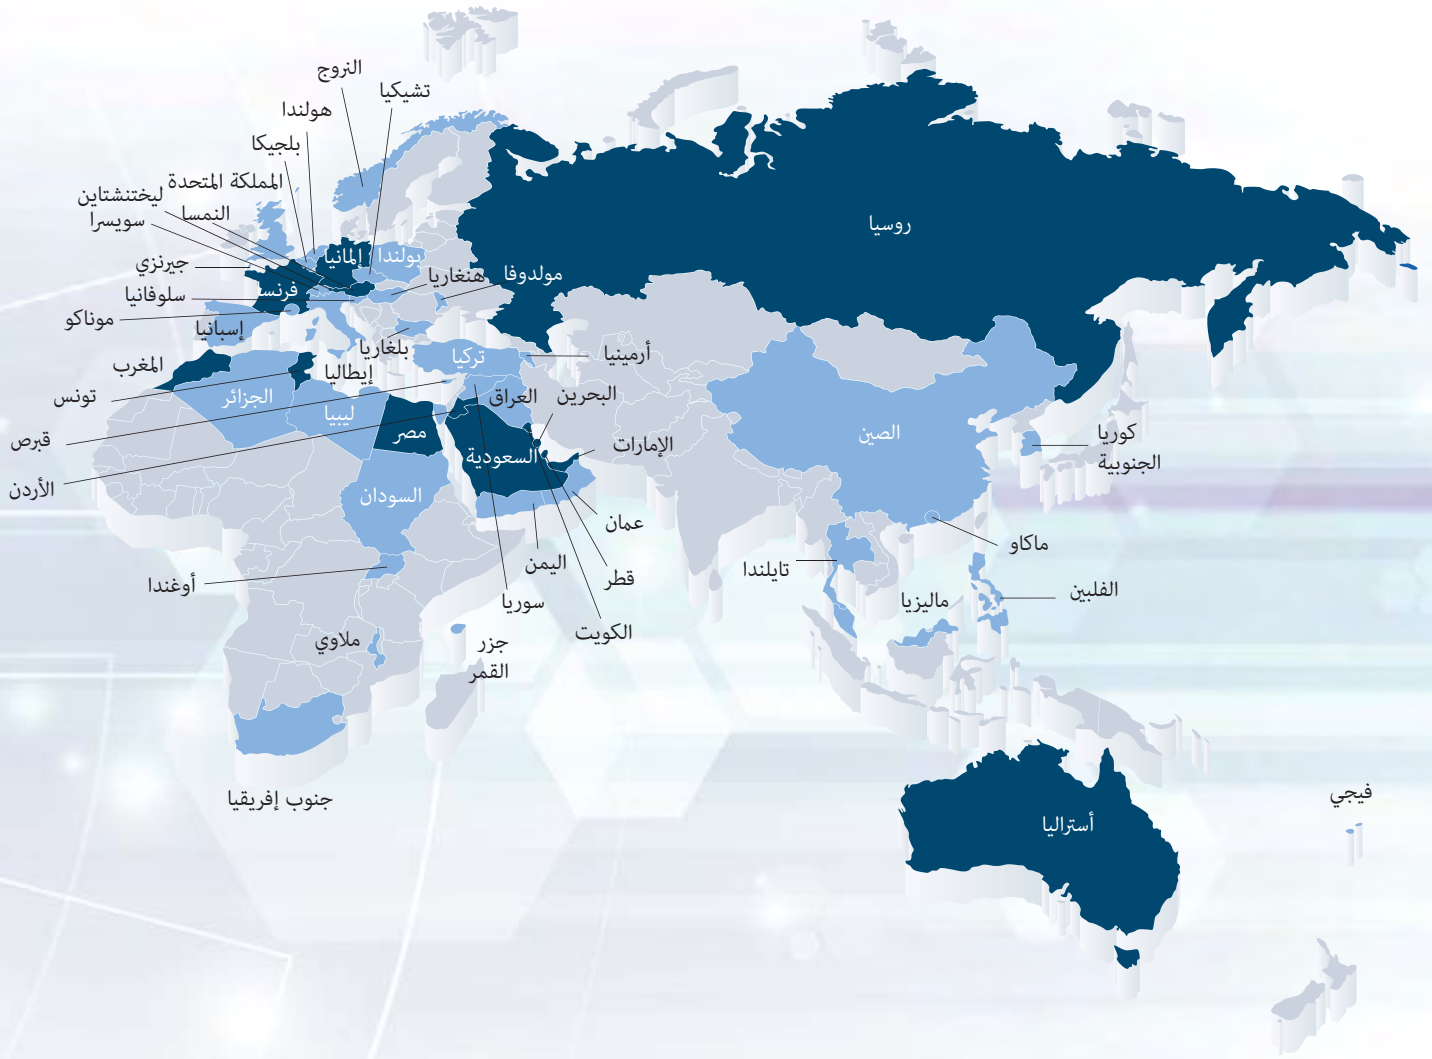 النروج
تشيكيا
هولندا
بلجيكا
المملكة المتحدة
ليختنشتاين
النمسا
سويسرا
روسيا
إلمانيا
بولندا
جيرنزي
هنغاريا
مولدوفا
فرنسا
سلوفانيا
موناكو
إسبانيا
بلغاريا
أرمينيا
تركيا
المغرب
إيطاليا
تونس
الجزائر
العراق
البحرين
ليبيا
مصر
الصين
كوريا
الجنوبية
قبرص
الإمارات
السعودية
الأردن
السودان
عمان
ماكاو
اليمن
تايلندا
قطر
أوغندا
سوريا
ماليزيا
الفلبين
الكويت
ملاوي
جزر
القمر
جنوب إفريقيا
فيجي
أستراليا